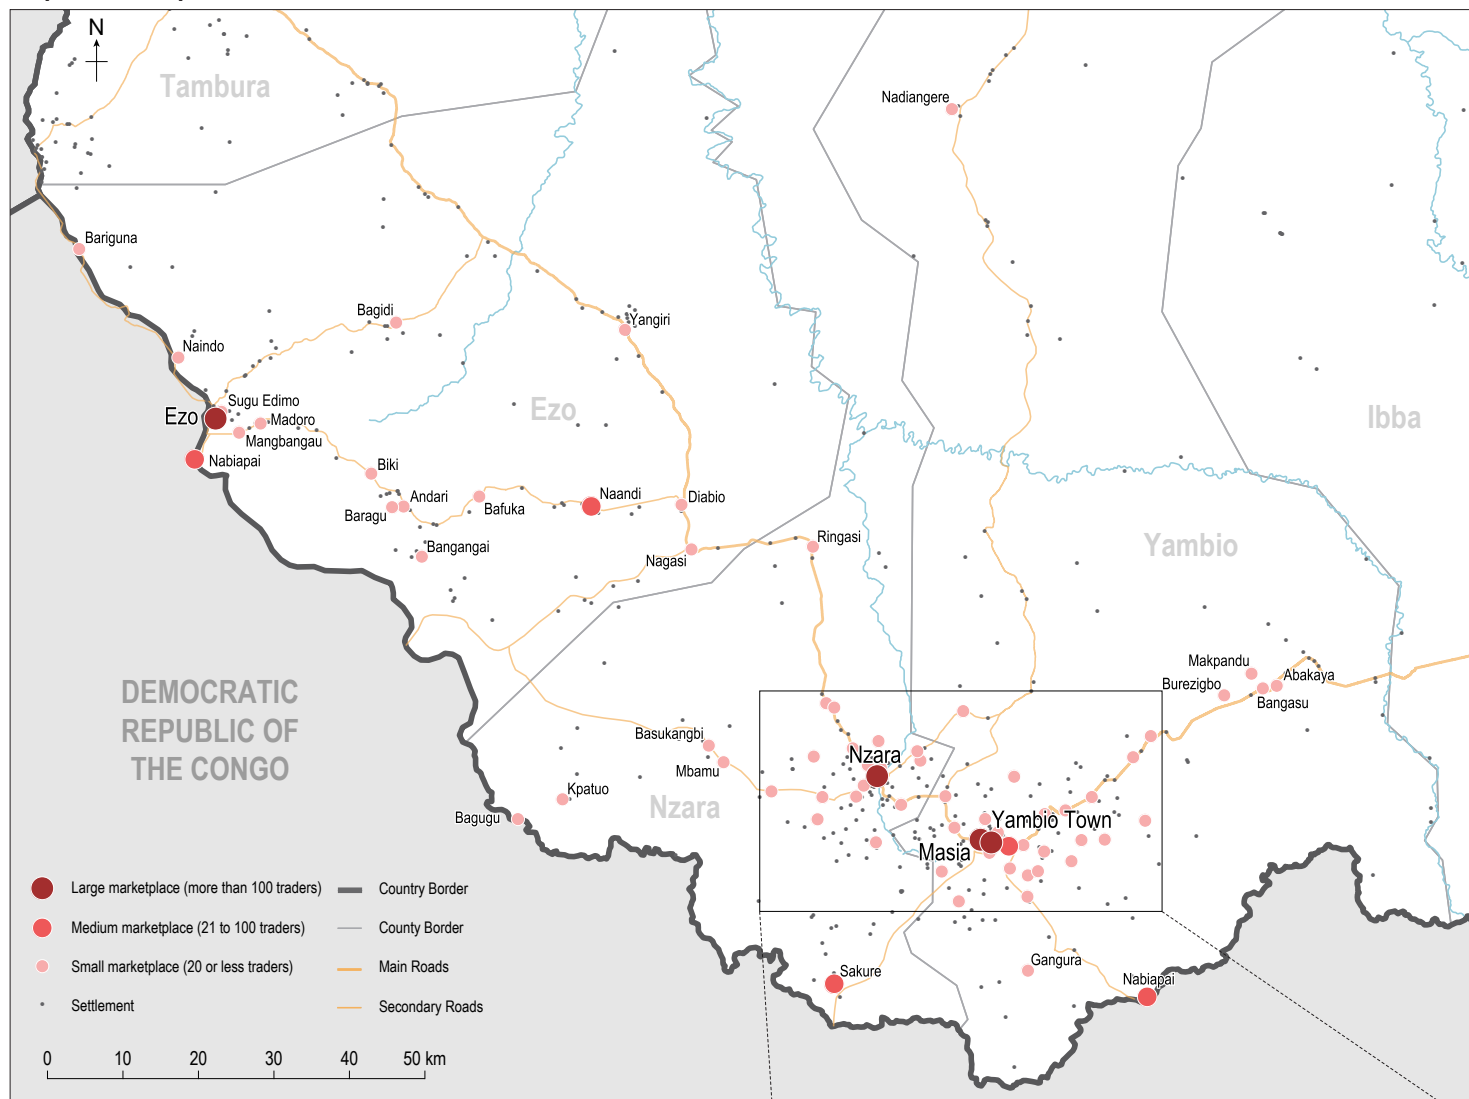 N
Tambura
Nadiangere
Bariguna
Bagidi
Yangiri
Naindo
Sugu Edimo
Ezo
Madoro
Mangbangau
Ezo
Ibba
Nabiapai
Biki
Andari
Baragu
Bafuka
Naandi
Diabio
Bangangai
Nagasi
Ringasi
Yambio
DEMOCRATIC
REPUBLIC OF
THE CONGO
Makpandu
Abakaya
Burezigbo
Bangasu
Basukangbi
Mbamu
Nzara
Kpatuo
Nzara
Bagugu
Yambio Town
Masia
Sakure
Gangura
Nabiapai
Large marketplace (more than 100 traders)
Country Border
Medium marketplace (21 to 100 traders)
County Border
Small marketplace (20 or less traders)
Main Roads
Settlement
Secondary Roads
0 10 20 30 40 50 km